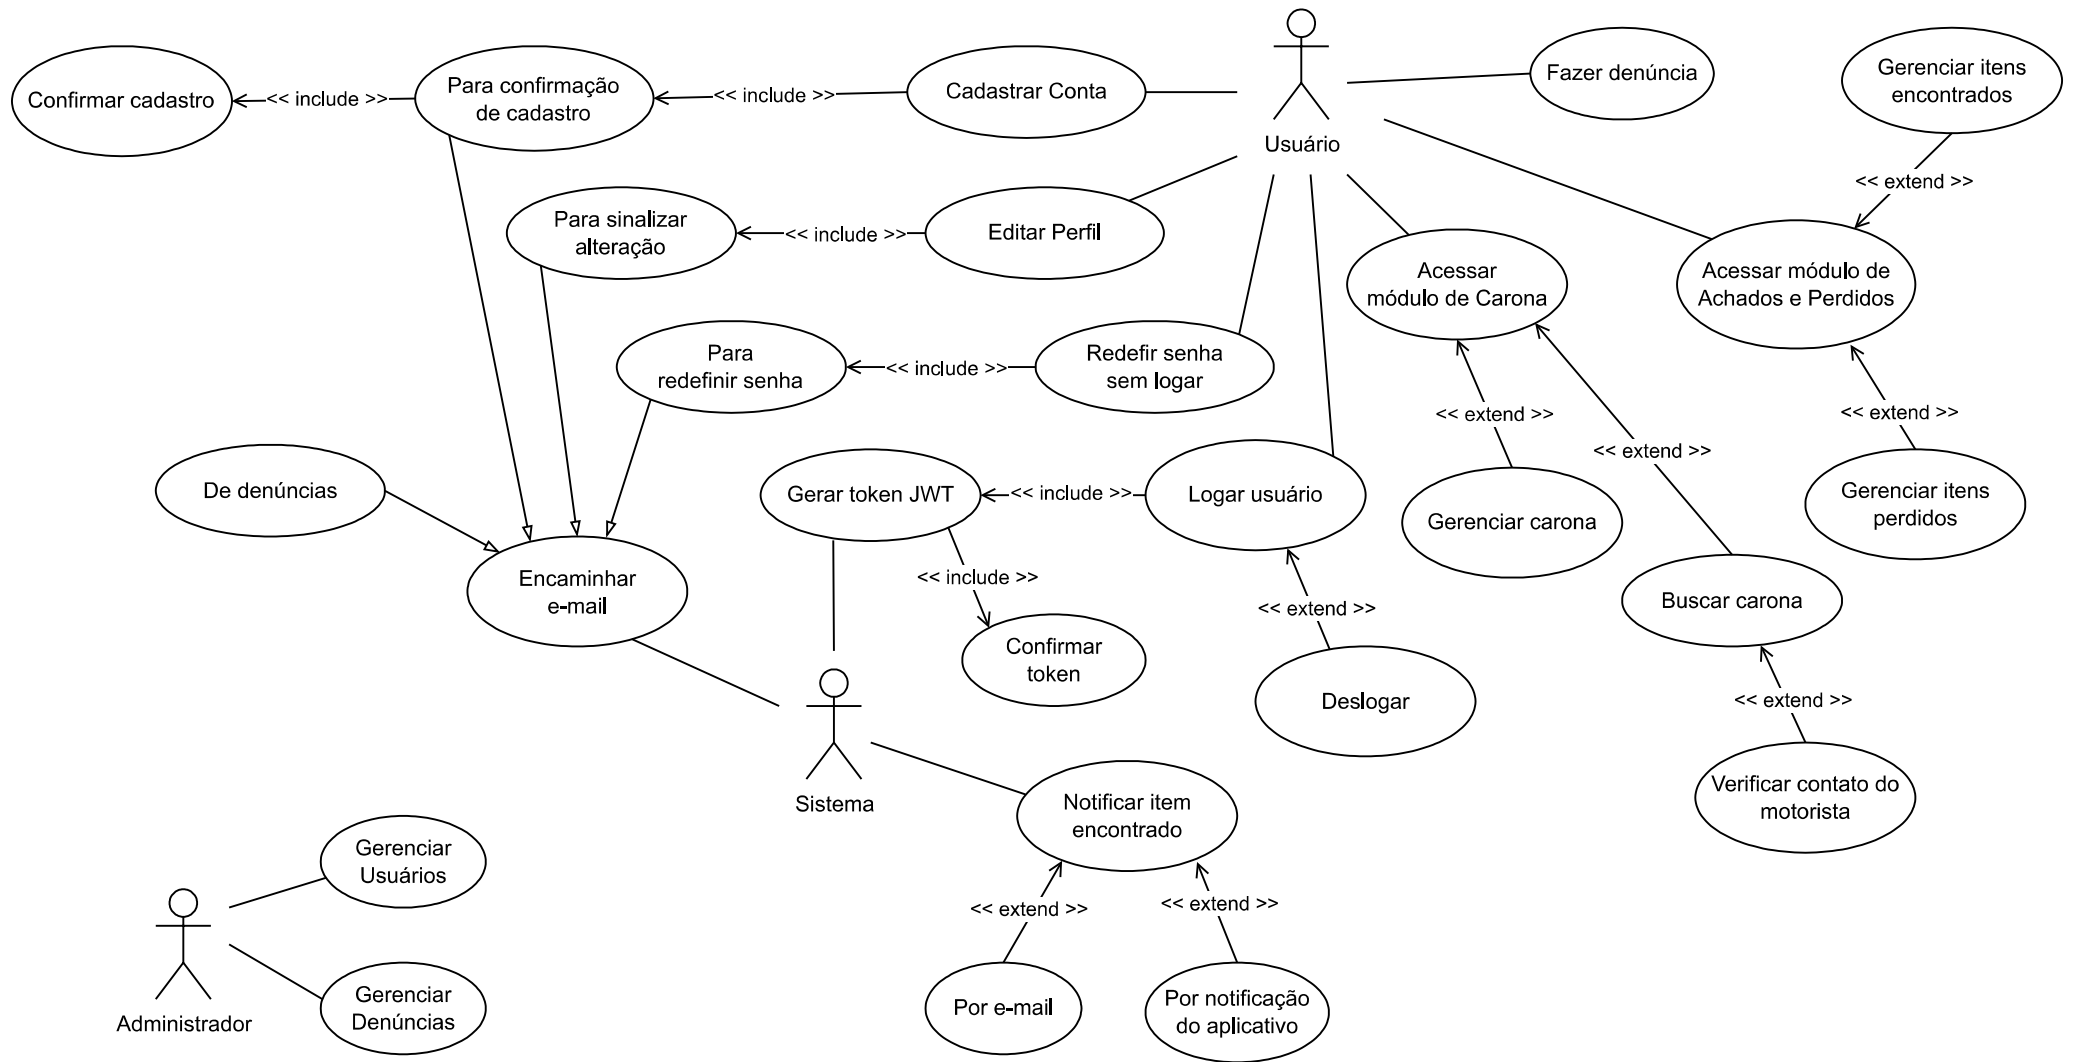 Confirmar cadastro
<< include >>
Para confirmação
de cadastro
<< include >>
Cadastrar Conta
Usuário
Fazer denúncia
Gerenciar itens
encontrados
<< extend >>
Para sinalizar
alteração
<< include >>
Editar Perfil
Acessar
módulo de Carona
Acessar módulo de
Achados e Perdidos
Para
redefinir senha
<< include >>
Redefir senha
sem logar
<< extend >>
<< extend >>
<< extend >>
De denúncias
Gerar token JWT
<< include >>
Logar usuário
Gerenciar carona
Gerenciar itens
perdidos
Encaminhar
e-mail
<< include >>
<< extend >>
Buscar carona
Confirmar
token
Deslogar
<< extend >>
Sistema
Notificar item
encontrado
Verificar contato do
motorista
Gerenciar
Usuários
<< extend >>
<< extend >>
Administrador
Gerenciar
Denúncias
Por e-mail
Por notificação
do aplicativo